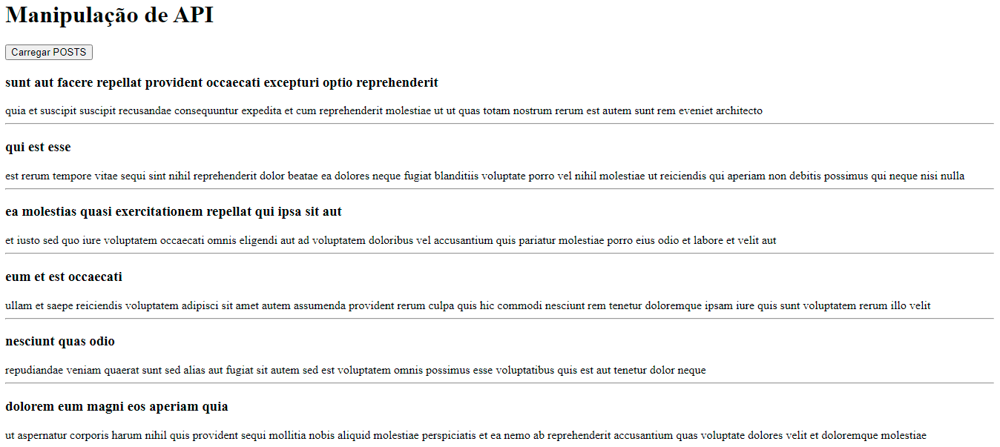 Manipulação de API
Carregar POSTS
sunt aut facere repellat provident occaecati excepturi optio reprehenderit
quia et suscipit suscipit recusandae consequuntur expedita et cum reprehenderit molestiae ut ut quas totam nostrum rerum est autem sunt rem eveniet architecto
qui est esse
est rerum tempore vitae sequi sint nihil reprehenderit dolor beatae ea dolores neque fugiat blanditiis voluptate porro vel nihil molestiae ut reiciendis qui aperiam non debitis possimus qui neque nisi nulla
ea molestias quasi exercitationem repellat qui ipsa sit aut
et iusto sed quo iure voluptatem occaecati omnis eligendi aut ad voluptatem doloribus vel accusantium quis pariatur molestiae porro eius odio et labore et velit aut
eum et est occaecati
ullam et saepe reiciendis voluptatem adipisci sit amet autem assumenda provident rerum culpa quis hic commodi nesciunt rem tenetur doloremque ipsam iure quis sunt voluptatem rerum illo velit
nesciunt quas odio
repudiandae veniam quaerat sunt sed alias aut fugiat sit autem sed est voluptatem omnis possimus esse voluptatibus quis est aut tenetur dolor neque
dolorem eum magni eos aperiam quia
ut aspernatur corporis harum nihil quis provident sequi mollitia nobis aliquid molestiae perspiciatis et ea nemo ab reprehenderit accusantium quas voluptate dolores velit et doloremque molestiae